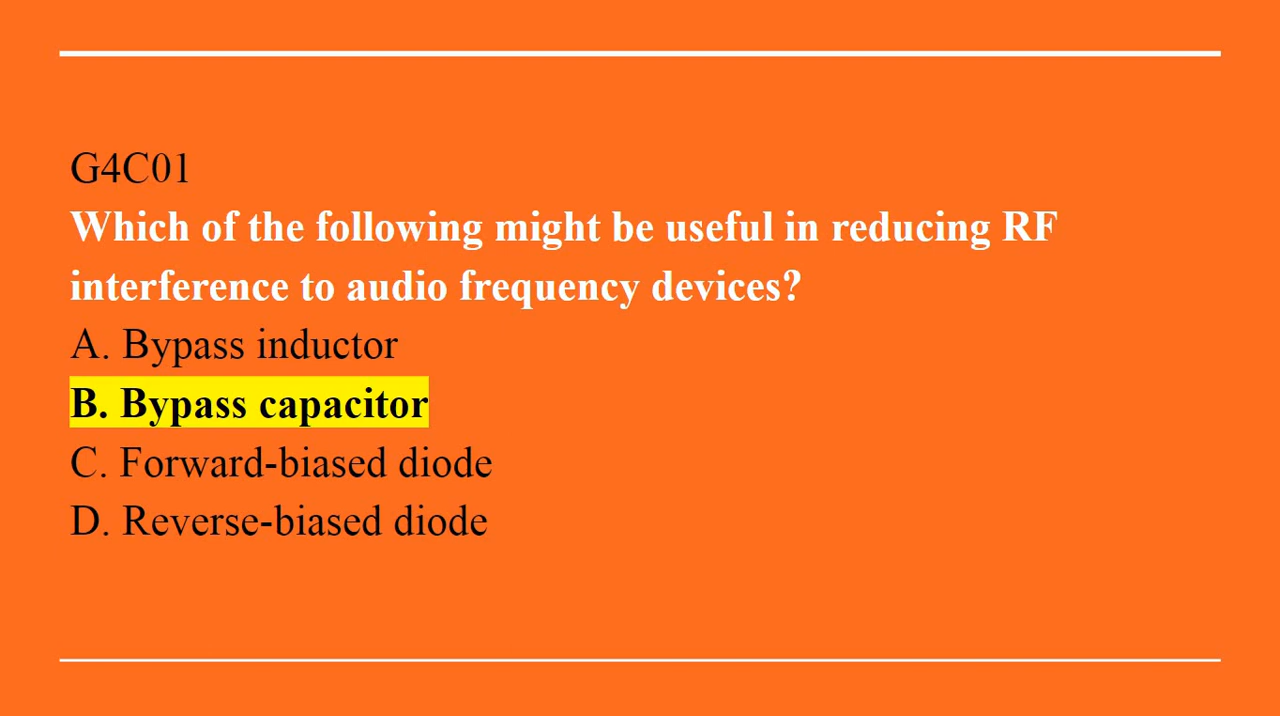 G4C01
Which of the following might be useful in reducing RF
interference to audio frequency devices?
A. Bypass inductor
B. Bypass capacitor
C. Forward-biased diode
D. Reverse-biased diode